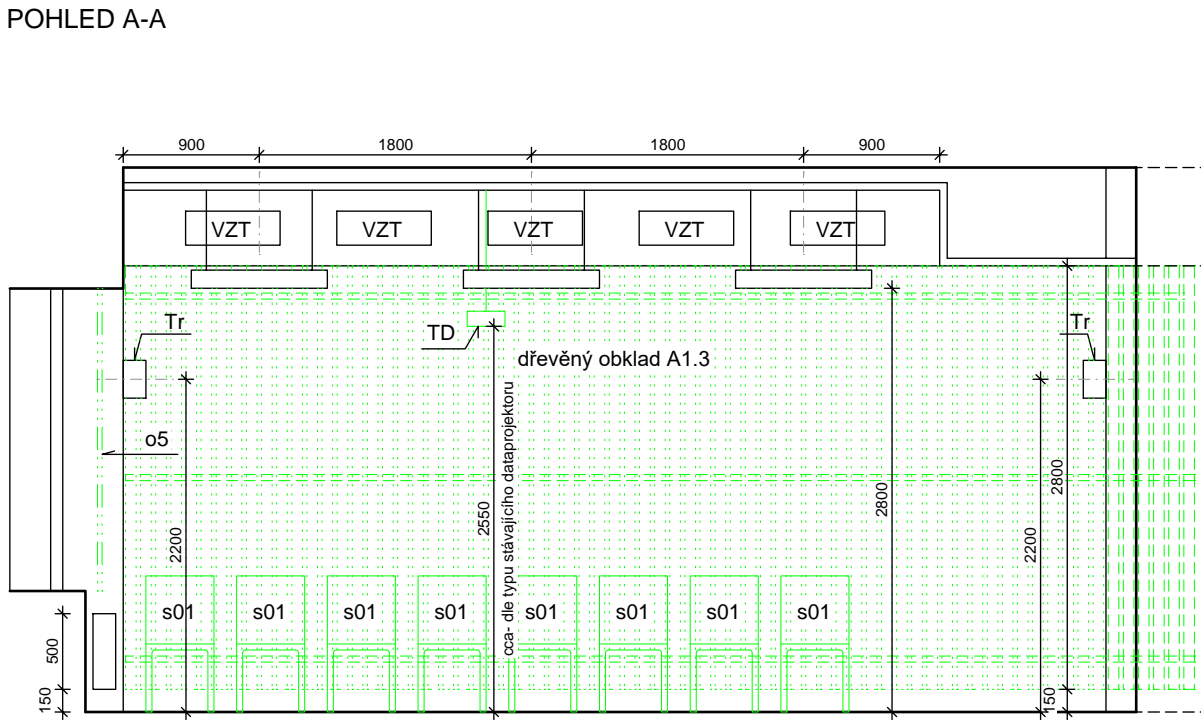 POHLED A-A
900
1800
1800
900
VZT
VZT
VZT
VZT
VZT
Tr
TD
Tr
dřevěný obklad A1.3
o5
2200
2550
cca- dle typu stávajícího dataprojektoru
2800
2200
2800
s01
s01
s01
s01
s01
s01
s01
s01
500
150
150